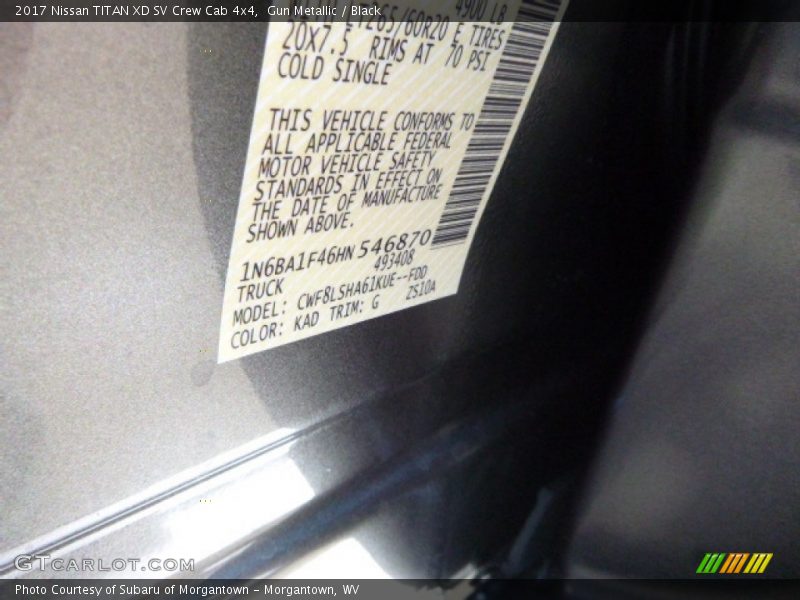 2017 Nissan TITAN XD SV Crew Cab 4x4, Gun Metallic / Black
4900 LB
LT265/60R20 E TIRES
20X7.5 RIMS AT 70 PSI
COLD SINGLE
THIS VEHICLE CONFORMS TO
ALL APPLICABLE FEDERAL
MOTOR VEHICLE SAFETY
STANDARDS IN EFFECT ON
THE DATE OF MANUFACTURE
SHOWN ABOVE.
1N6BA1F46HN546870
TRUCK 493408
MODEL: CWF8LSHA61KUE--FDD
COLOR: KAD TRIM: G ZS10A
GTCARLOT.COM
Photo Courtesy of Subaru of Morgantown - Morgantown, WV